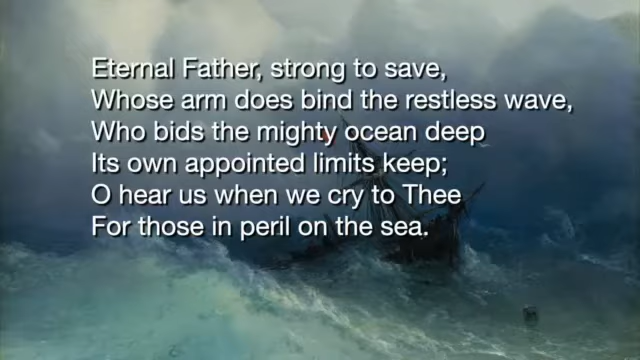 Eternal Father, strong to save,
Whose arm does bind the restless wave,
Who bids the mighty ocean deep
Its own appointed limits keep;
O hear us when we cry to Thee
For those in peril on the sea.